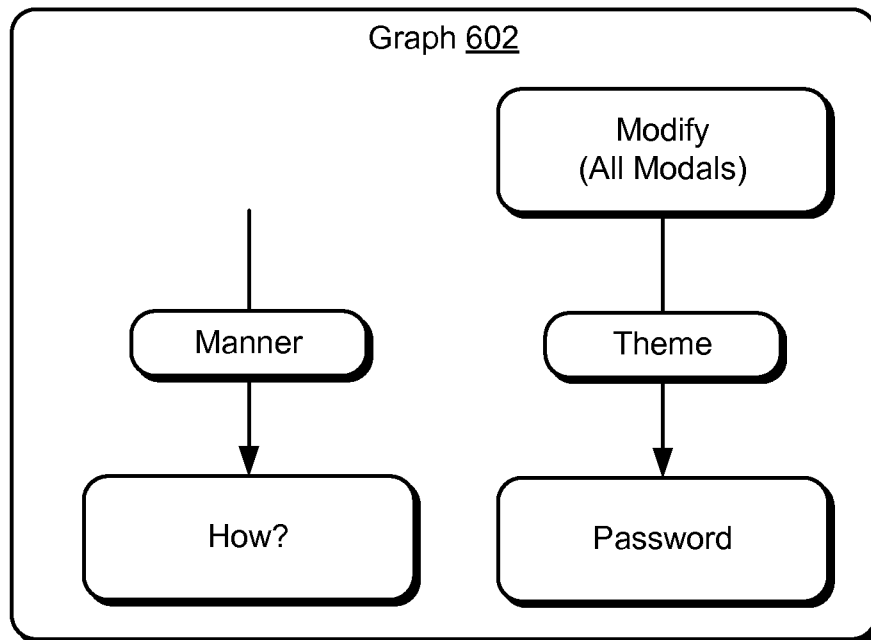 Graph 602
Modify
(All Modals)
Manner
Theme
How?
Password